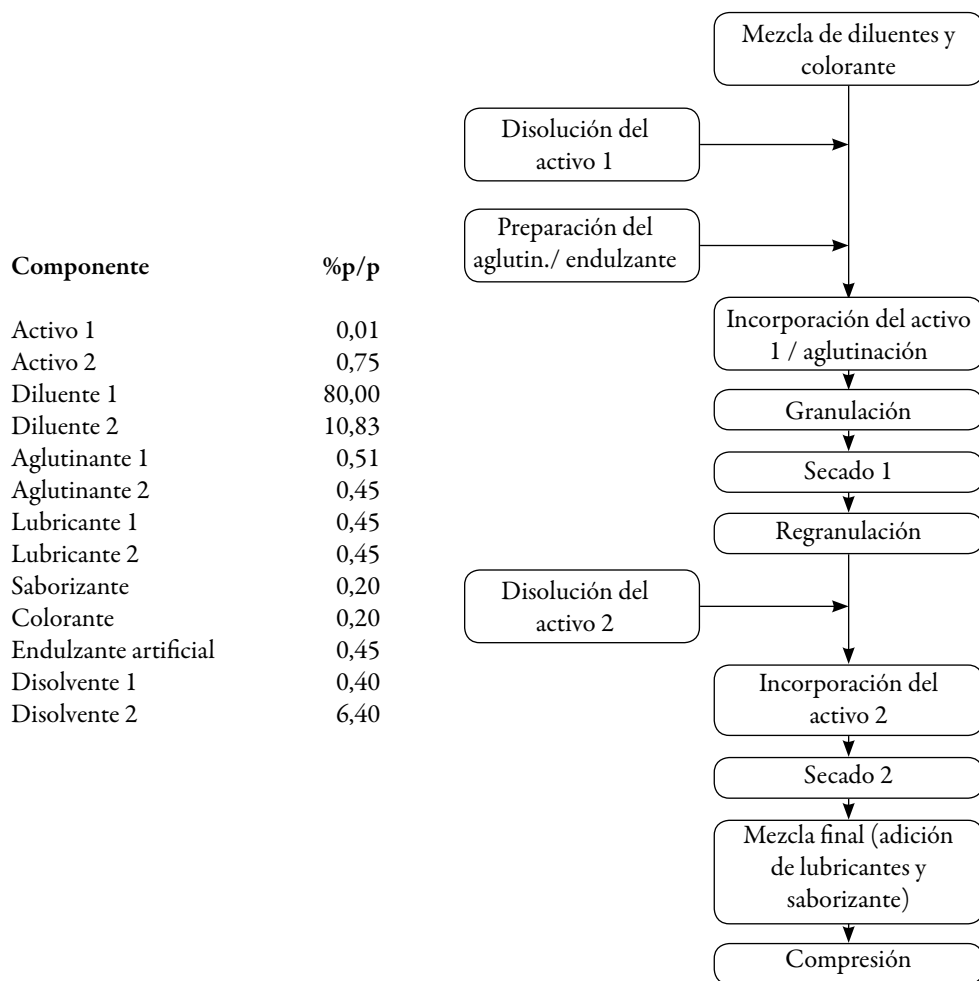 Componente %p/p
Activo 1 0,01
Activo 2 0,75
Diluente 1 80,00
Diluente 2 10,83
Aglutinante 1 0,51
Aglutinante 2 0,45
Lubricante 1 0,45
Lubricante 2 0,45
Saborizante 0,20
Colorante 0,20
Endulzante artificial 0,45
Disolvente 1 0,40
Disolvente 2 6,40
Mezcla de diluentes y
colorante
Disolución del
activo 1
Preparación del
aglutin./ endulzante
Incorporación del activo
1 / aglutinación
Granulación
Secado 1
Regranulación
Disolución del
activo 2
Incorporación del
activo 2
Secado 2
Mezcla final (adición
de lubricantes y
saborizante)
Compresión